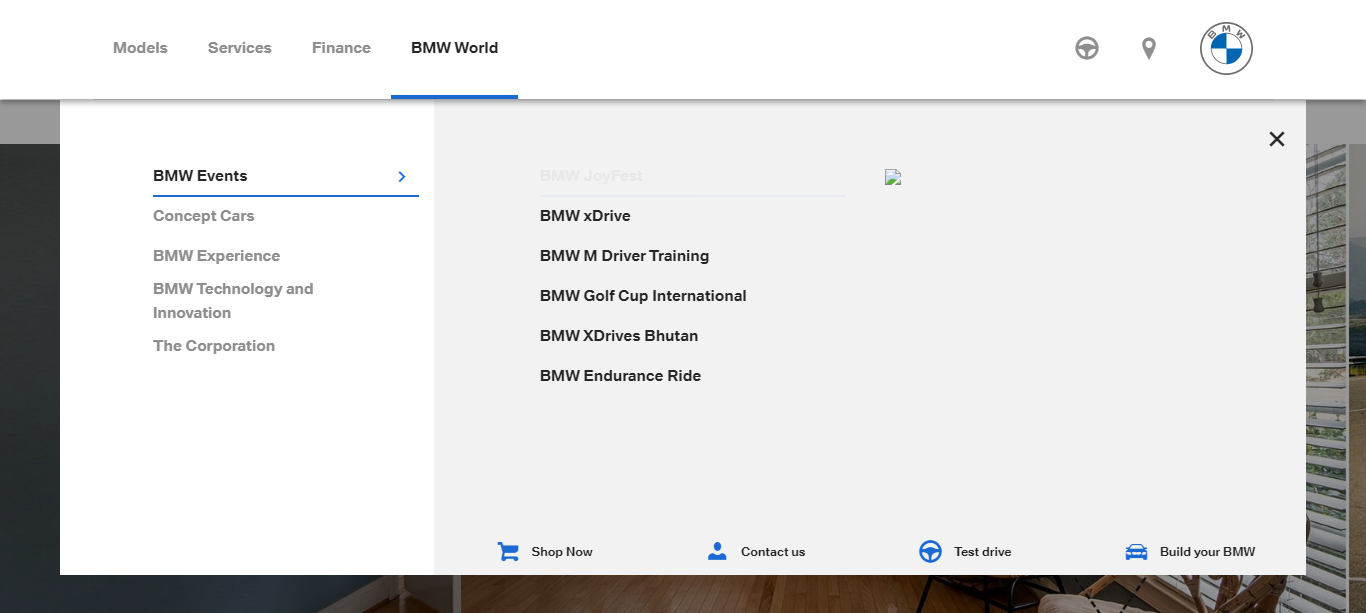 Models
Services
Finance
BMW World
BMW
BMW Events
Concept Cars
BMW Experience
BMW Technology and
Innovation
The Corporation
BMW JoyFest
BMW xDrive
BMW M Driver Training
BMW Golf Cup International
BMW XDrives Bhutan
BMW Endurance Ride
Shop Now
Contact us
Test drive
Build your BMW